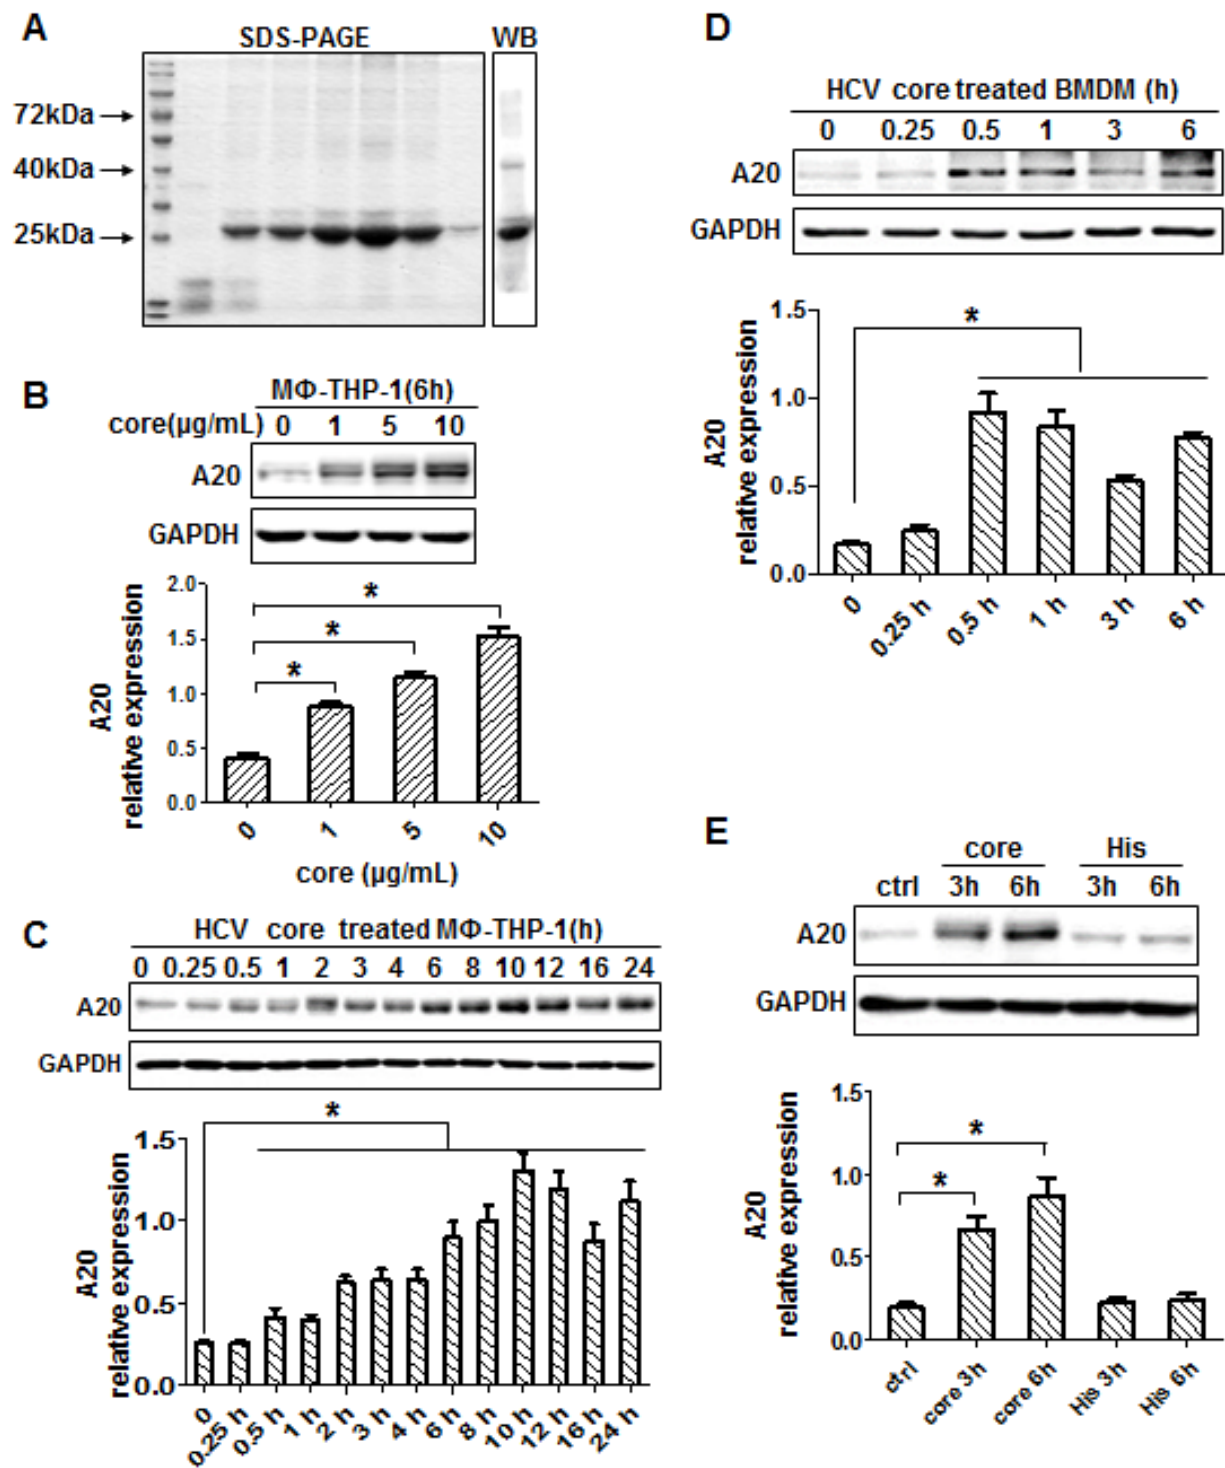 A
SDS-PAGE WB
72kDa
40kDa
25kDa
B
MΦ-THP-1(6h)
core(µg/mL) 0 1 5 10
A20
GAPDH
A20
relative expression
2.0
1.5
1.0
0.5
0.0
* * *
0 1 5 10
core (µg/mL)
C
HCV core treated MΦ-THP-1(h)
0 0.25 0.5 1 2 3 4 6 8 10 12 16 24
A20
GAPDH
*
A20
relative expression
1.5
1.0
0.5
0.0
0 0.25 h 0.5 h 1 h 2 h 3 h 4 h 6 h 8 h 10 h 12 h 16 h 24 h
D
HCV core treated BMDM (h)
0 0.25 0.5 1 3 6
A20
GAPDH
A20
relative expression
1.5
1.0
0.5
0.0
*
0 0.25 h 0.5 h 1 h 3 h 6 h
E
core His
ctrl 3h 6h 3h 6h
A20
GAPDH
A20
relative expression
1.5
1.0
0.5
0.0
* *
ctrl core 3h core 6h His 3h His 6h